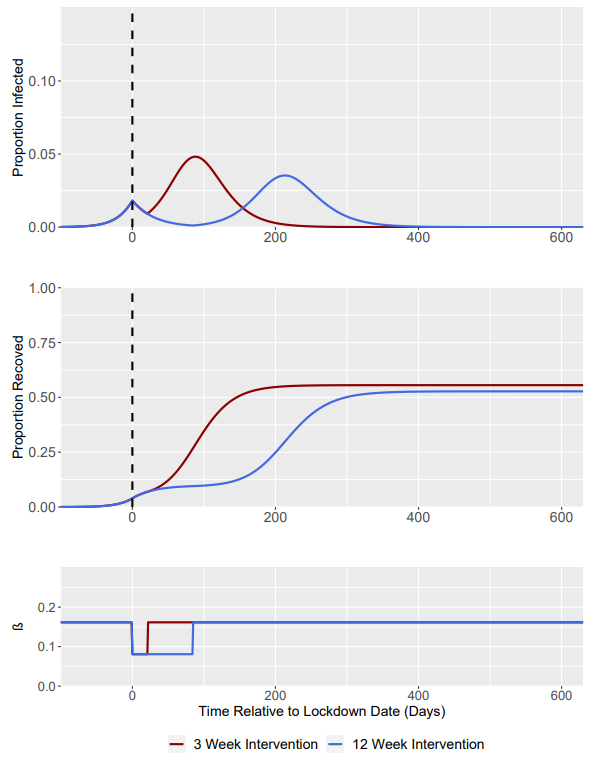 Proportion Infected
0.10
0.05
0.00
0 200 400 600
Proportion Recoved
1.00
0.75
0.50
0.25
0.00
0 200 400 600
ß
0.2
0.1
0.0
0 200 400 600
Time Relative to Lockdown Date (Days)
3 Week Intervention 12 Week Intervention